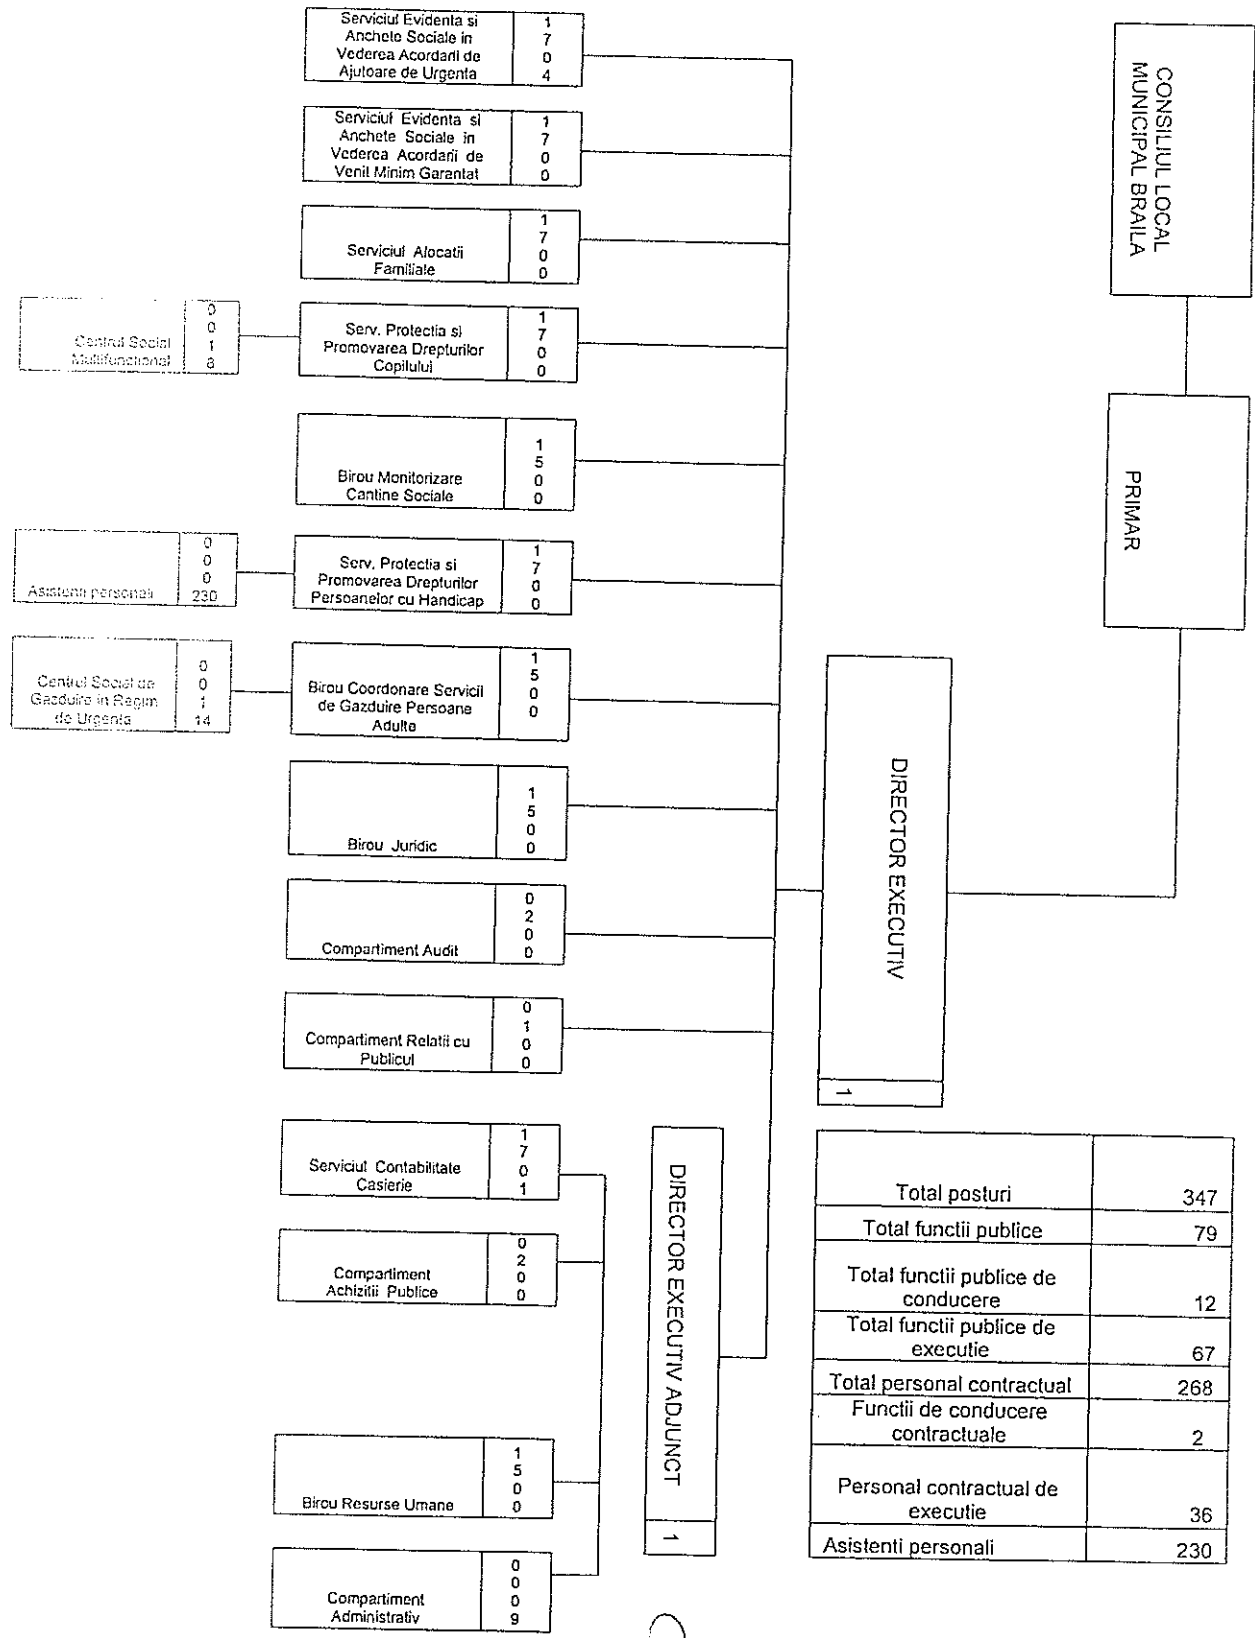 CONSILIUL LOCAL
MUNICIPAL BRAILA
PRIMAR
DIRECTOR EXECUTIV
1
DIRECTOR EXECUTIV ADJUNCT
1
Serviciul Evidenta si
Anchete Sociale in
Vederea Acordarii de
Ajutoare de Urgenta
1
7
0
4
Serviciul Evidenta si
Anchete Sociale in
Vederea Acordarii de
Venit Minim Garantat
1
7
0
0
Serviciul Alocatii
Familiale
1
7
0
0
Serv. Protectia si
Promovarea Drepturilor
Copilului
1
7
0
0
Centrul Social
Multifunctional
0
0
1
8
Birou Monitorizare
Cantine Sociale
1
5
0
0
Serv. Protectia si
Promovarea Drepturilor
Persoanelor cu Handicap
1
7
0
0
Asistenti personali
0
0
0
230
Birou Coordonare Servicii
de Gazduire Persoane
Adulte
1
5
0
0
Centrul Social de
Gazduire in Regim
de Urgenta
0
0
1
14
Birou Juridic
1
5
0
0
Compartiment Audit
0
2
0
0
Compartiment Relatii cu
Publicul
0
1
0
0
Serviciul Contabilitate
Casierie
1
7
0
1
Compartiment
Achizitii Publice
0
2
0
0
Birou Resurse Umane
1
5
0
0
Compartiment
Administrativ
0
0
0
9
Total posturi 347
Total functii publice 79
Total functii publice de
conducere 12
Total functii publice de
executie 67
Total personal contractual 268
Functii de conducere
contractuale 2
Personal contractual de
executie 36
Asistenti personali 230